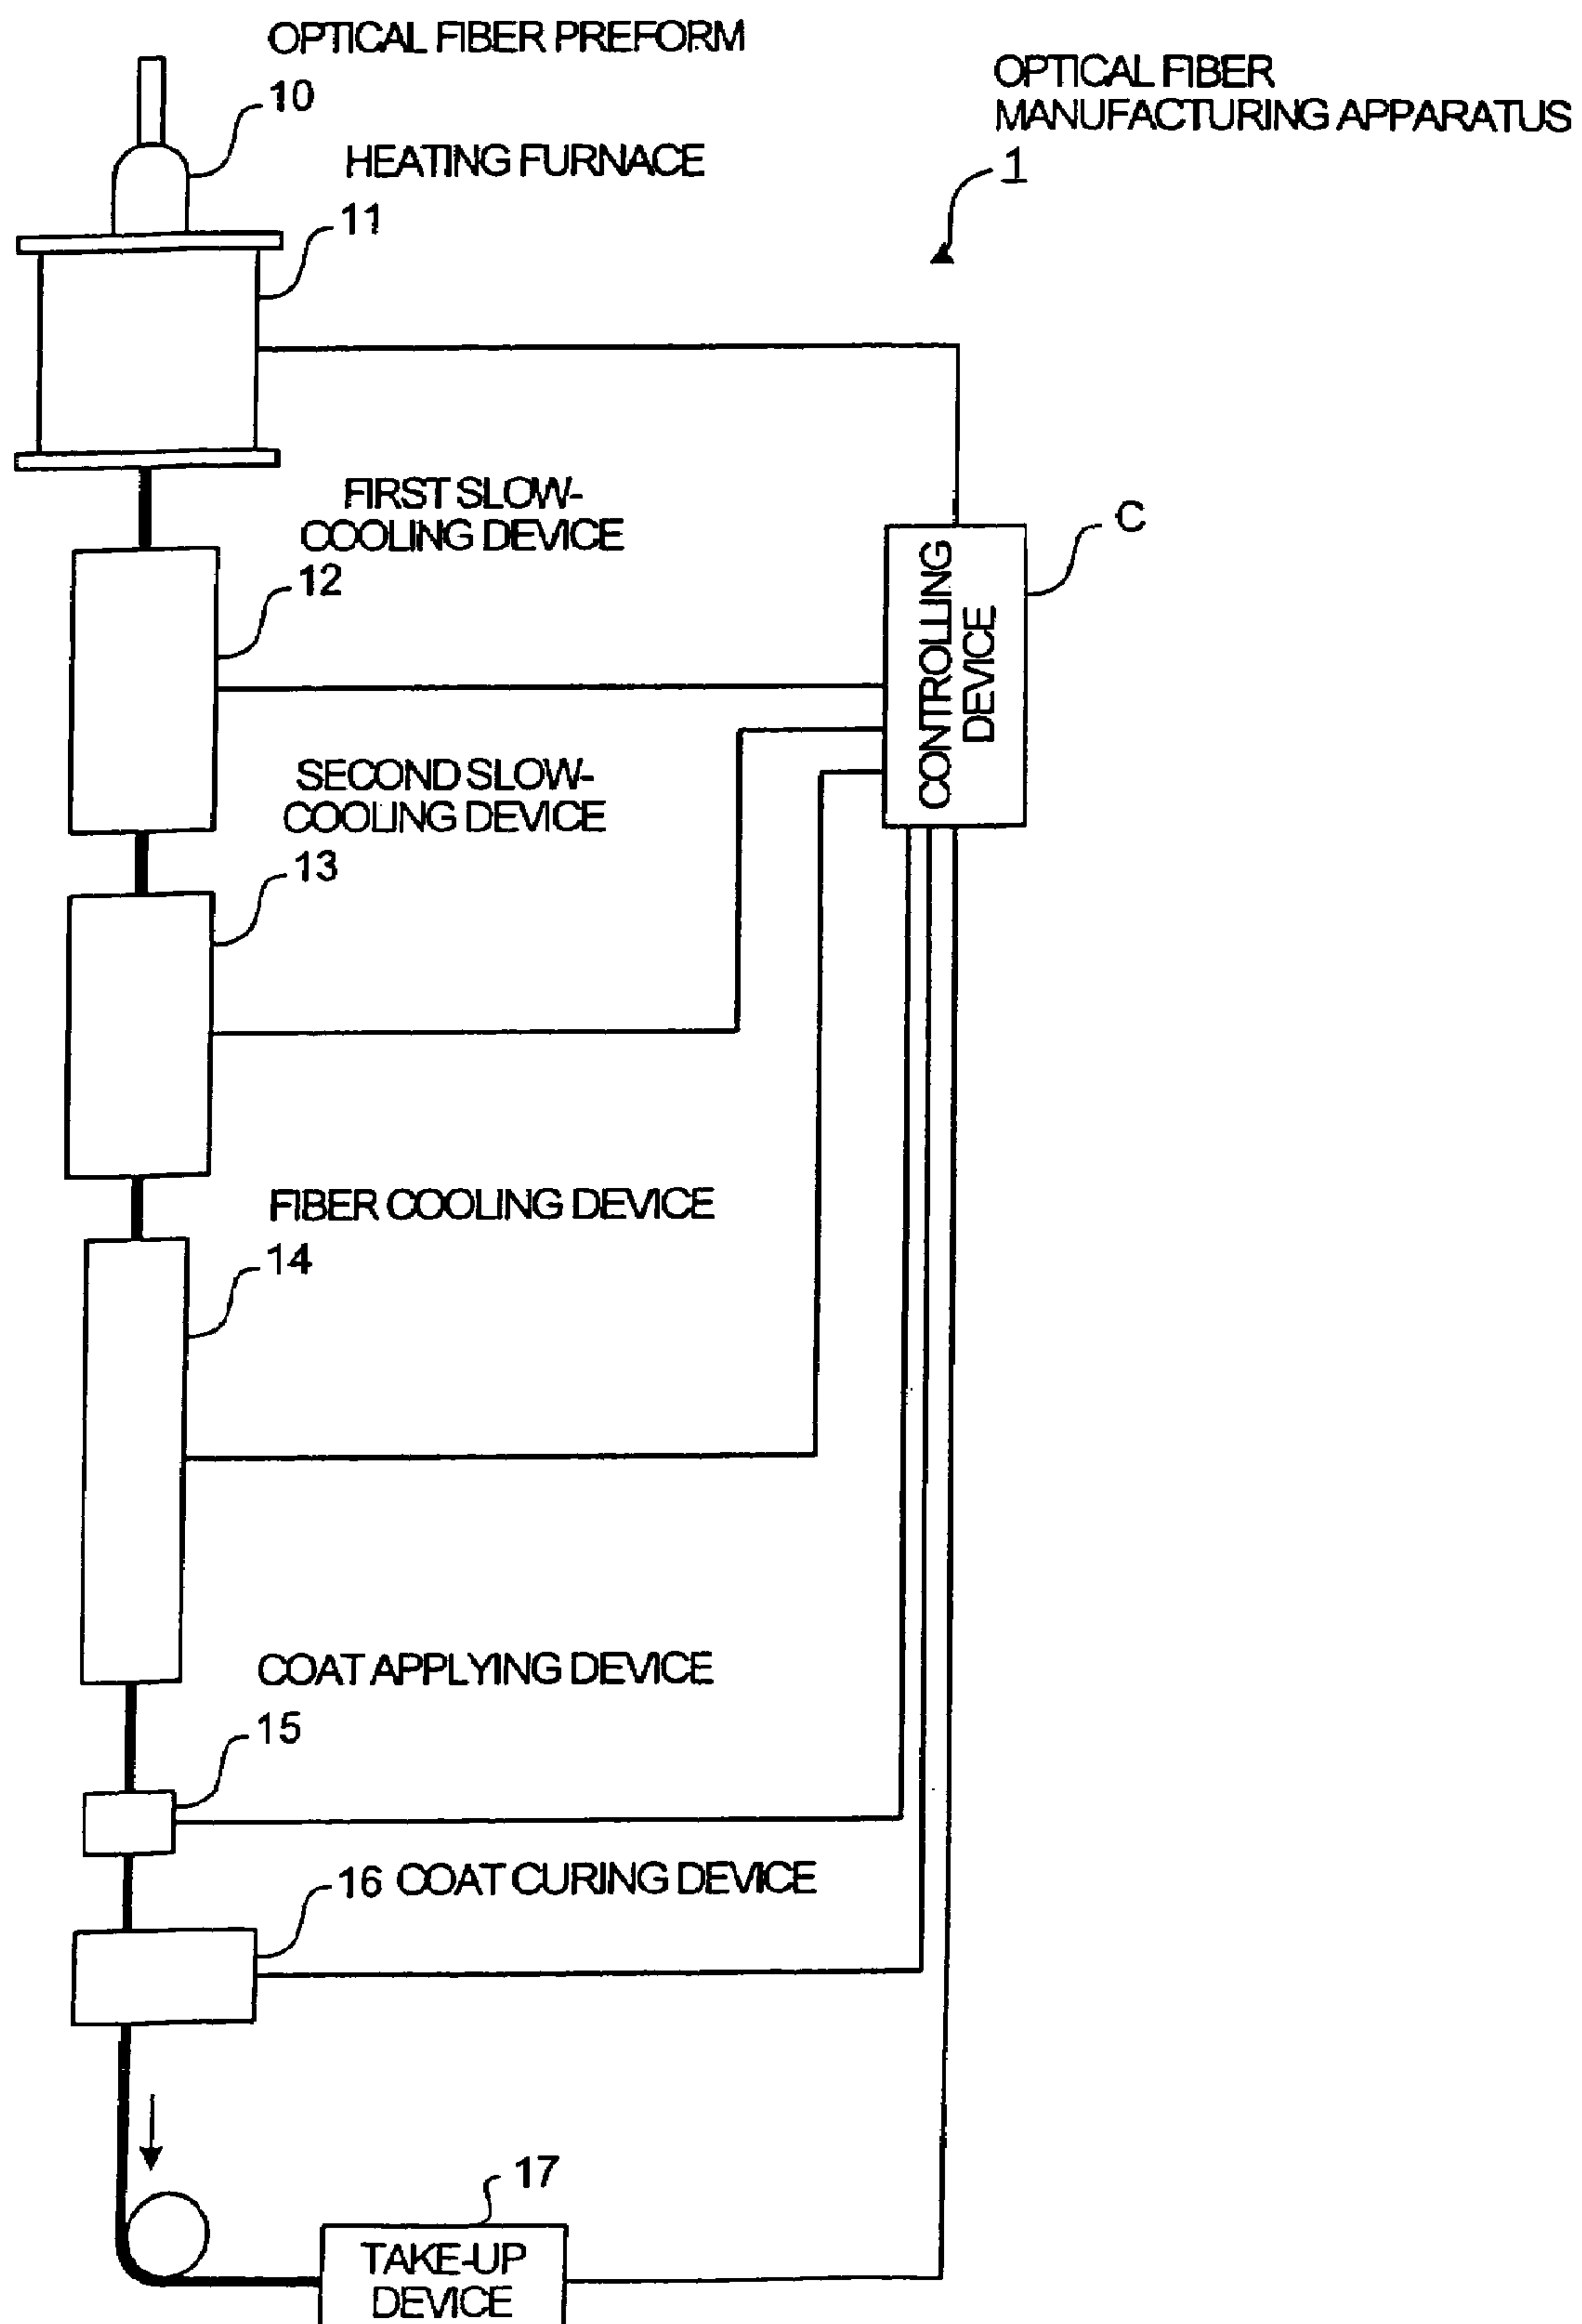 OPTICAL FIBER PREFORM
10
OPTICAL FIBER
MANUFACTURING APPARATUS
1
HEATING FURNACE
11
FIRST SLOW-
COOLING DEVICE
12
C
CONTROLLING
DEVICE
SECOND SLOW-
COOLING DEVICE
13
FIBER COOLING DEVICE
14
COAT APPLYING DEVICE
15
16 COAT CURING DEVICE
17
TAKE-UP
DEVICE